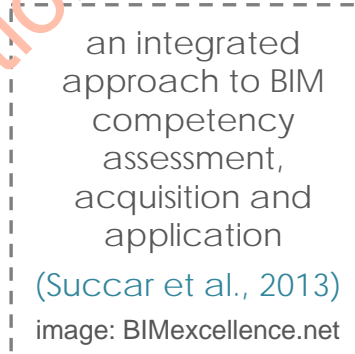 an integrated
approach to BIM
competency
assessment,
acquisition and
application
(Succar et al., 2013)
image: BIMexcellence.net